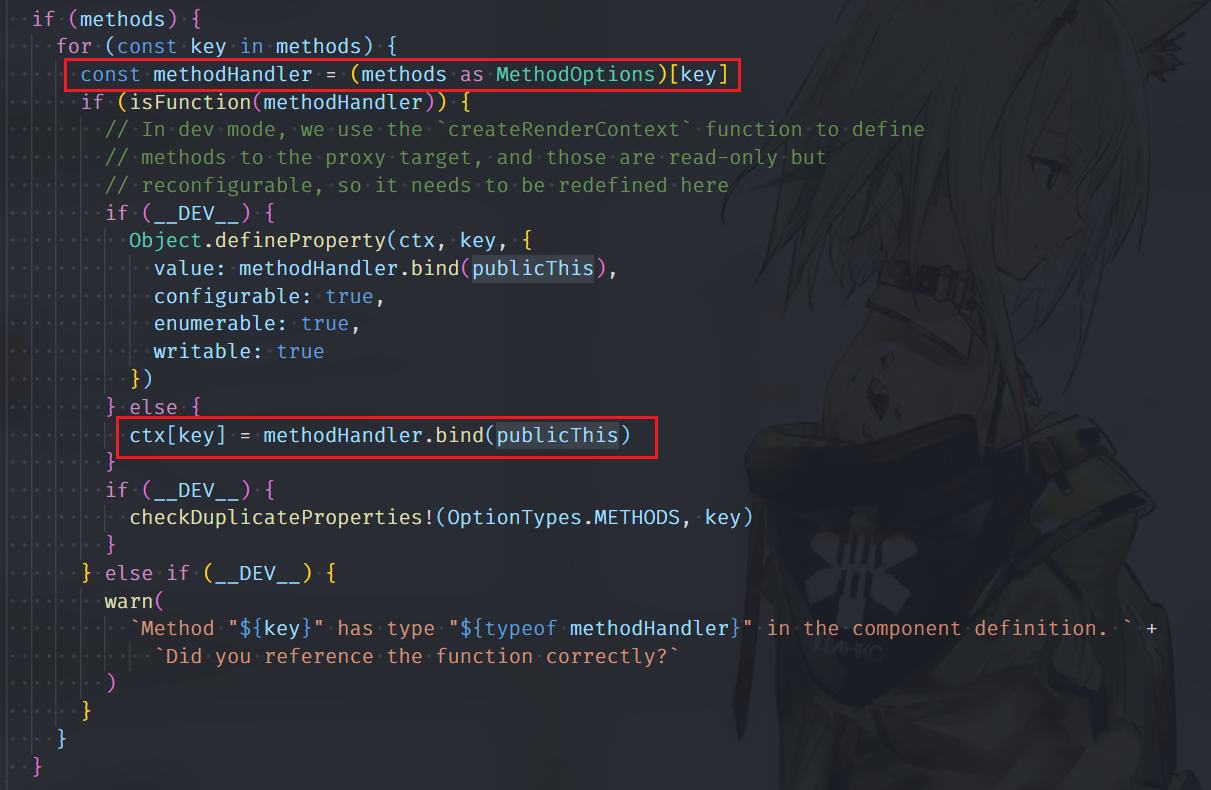 if (methods) {
for (const key in methods) {
const methodHandler = (methods as MethodOptions)[key]
if (isFunction(methodHandler)) {
// In dev mode, we use the `createRenderContext` function to define
// methods to the proxy target, and those are read-only but
// reconfigurable, so it needs to be redefined here
if (__DEV__) {
Object.defineProperty(ctx, key, {
value: methodHandler.bind(publicThis),
configurable: true,
enumerable: true,
writable: true
})
} else {
ctx[key] = methodHandler.bind(publicThis)
}
if (__DEV__) {
checkDuplicateProperties!(OptionTypes.METHODS, key)
}
} else if (__DEV__) {
warn(
`Method "${key}" has type "${typeof methodHandler}" in the component definition. ` +
`Did you reference the function correctly?`
)
}
}
}